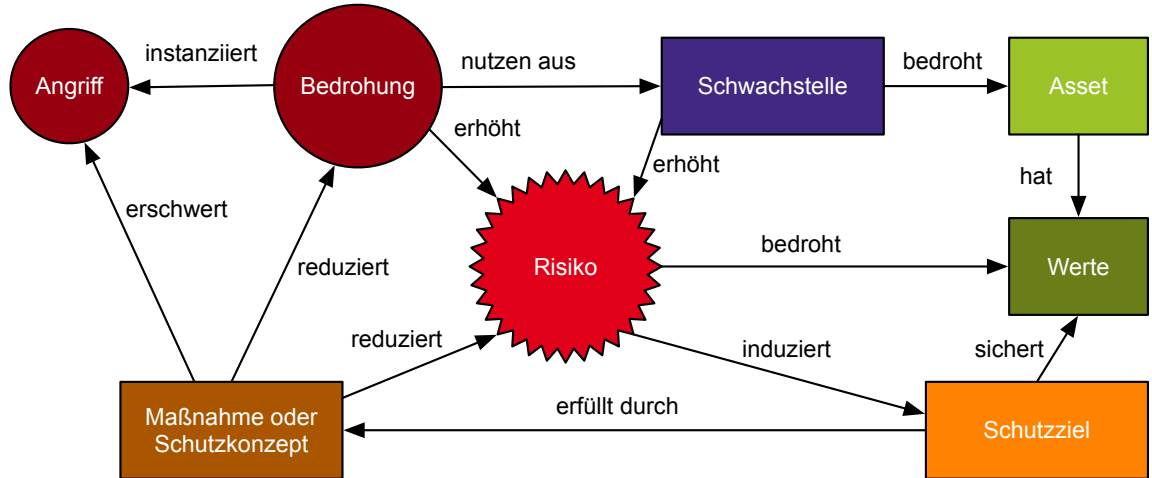 instanziiert
nutzen aus
bedroht
Angriff
Bedrohung
Schwachstelle
Asset
erhöht
erhöht
hat
erschwert
reduziert
bedroht
Risiko
Werte
reduziert
induziert
sichert
Maßnahme oder
Schutzkonzept
erfüllt durch
Schutzziel